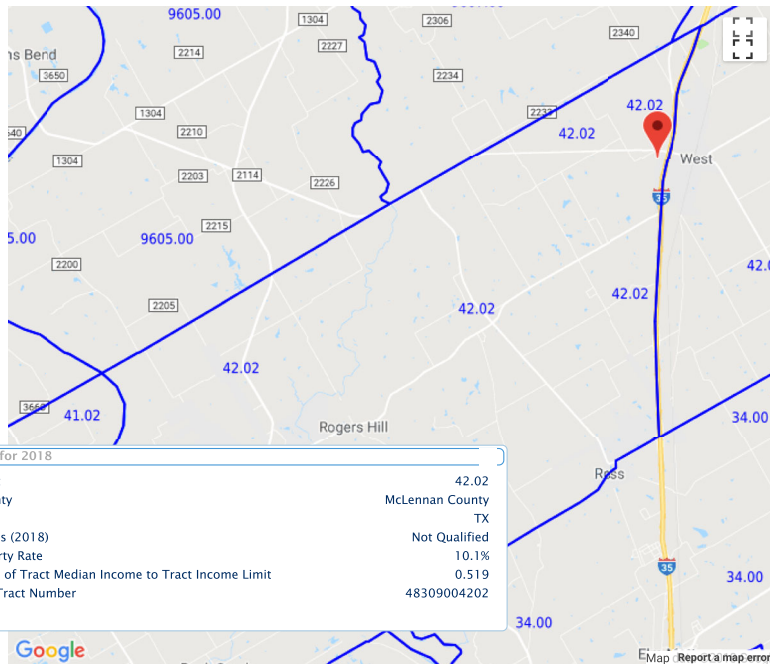 9605.00
1304
2306
2340
2227
2214
ns Bend
3650
2234
42.02
1304
2233
640
2210
42.02
1304
West
2203
2114
2226
35
2215
5.00
9605.00
2200
42.0
42.02
2205
42.02
42.02
3660
41.02
34.00
Rogers Hill
for 2018
Ross
42.02
ty
McLennan County
TX
s (2018)
Not Qualified
rty Rate
10.1%
of Tract Median Income to Tract Income Limit
0.519
35
Tract Number
48309004202
34.00
34.00
Google
Map
Report a map error